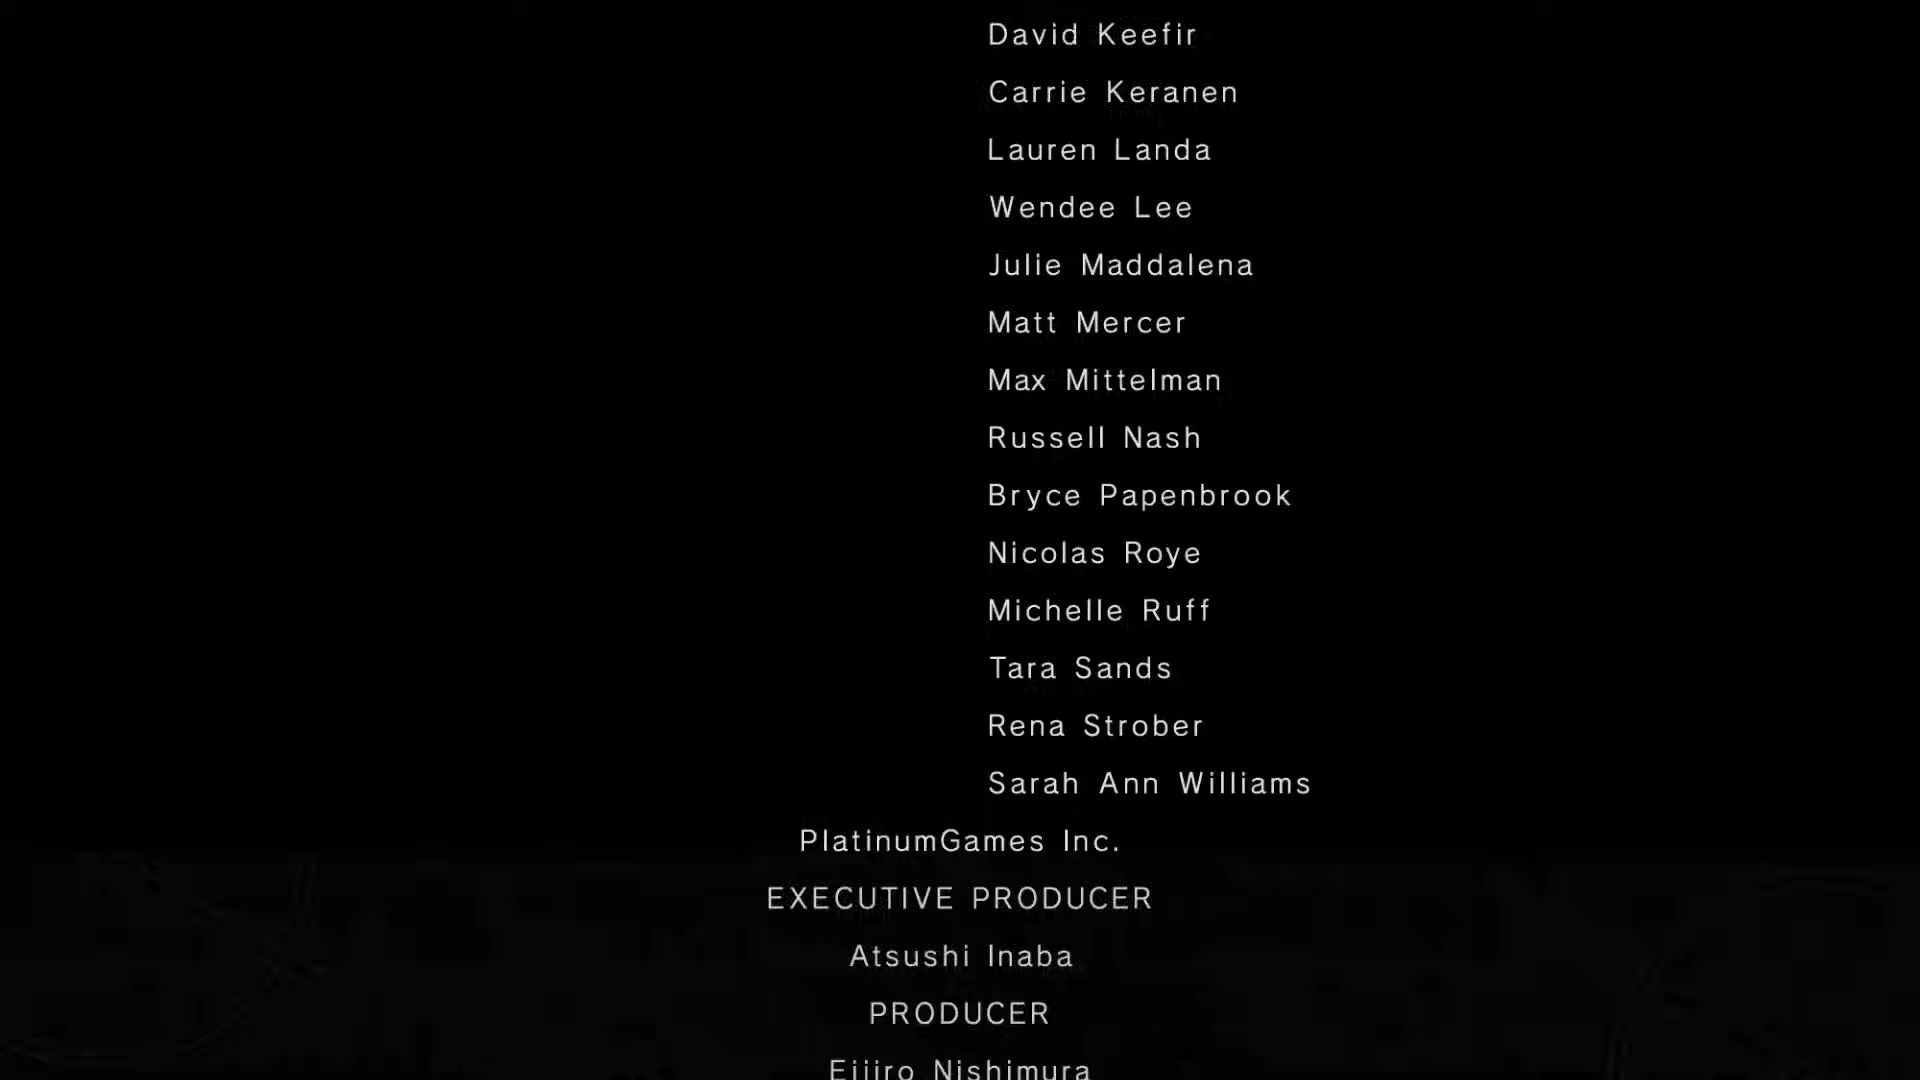 David Keefir
Carrie Keranen
Lauren Landa
Wendee Lee
Julie Maddalena
Matt Mercer
Max Mittelman
Russell Nash
Bryce Papenbrook
Nicolas Roye
Michelle Ruff
Tara Sands
Rena Strober
Sarah Ann Williams
PlatinumGames Inc.
EXECUTIVE PRODUCER
Atsushi Inaba
PRODUCER
Eijiro Nishimura